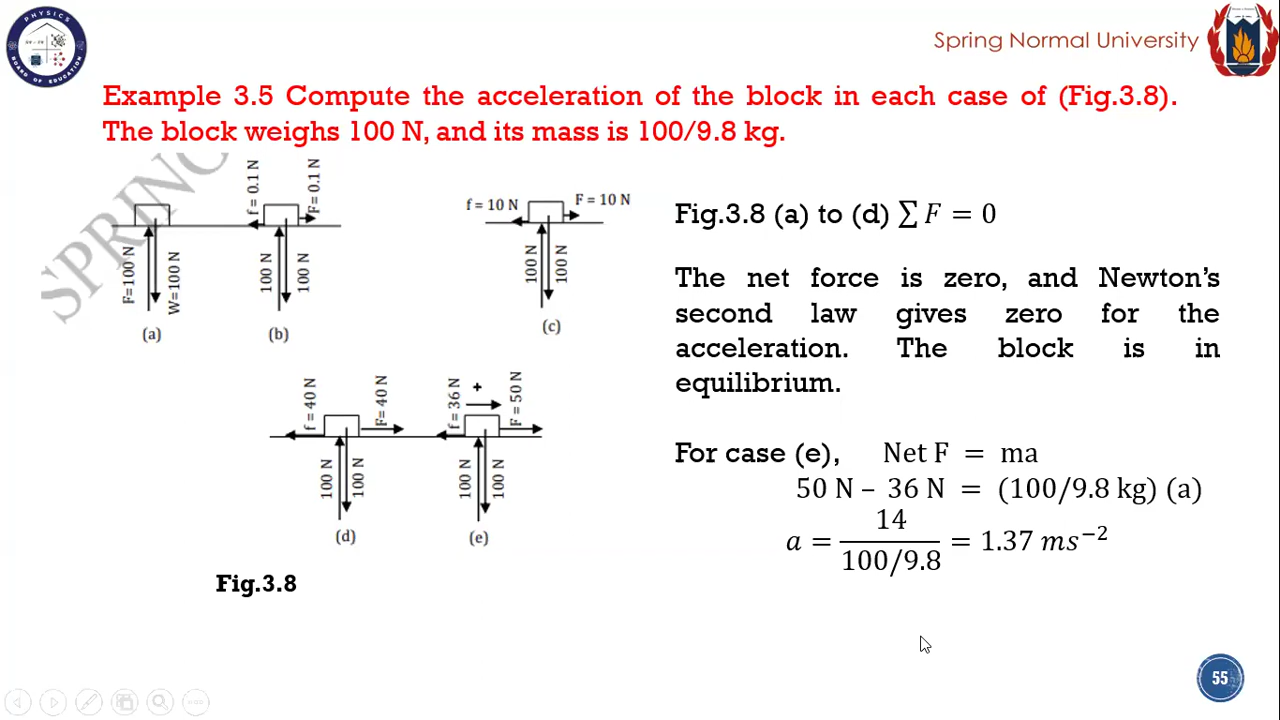 PHYSICS
BOARD OF EDUCATION
Spring Normal University
Example 3.5 Compute the acceleration of the block in each case of (Fig.3.8).
The block weighs 100 N, and its mass is 100/9.8 kg.
SPRING
F=100 N
W=100 N
(a)
f = 0.1 N
F= 0.1 N
100 N
100 N
(b)
f = 10 N
F = 10 N
100 N
100 N
(c)
f = 40 N
F= 40 N
100 N
100 N
(d)
f = 36 N
+
F = 50 N
100 N
100 N
(e)
Fig.3.8
Fig.3.8 (a) to (d) ∑ F = 0
The net force is zero, and Newton's
second law gives zero for the
acceleration. The block is in
equilibrium.
For case (e), Net F = ma
50 N – 36 N = (100/9.8 kg) (a)
a = 14 / (100/9.8) = 1.37 ms⁻²
55